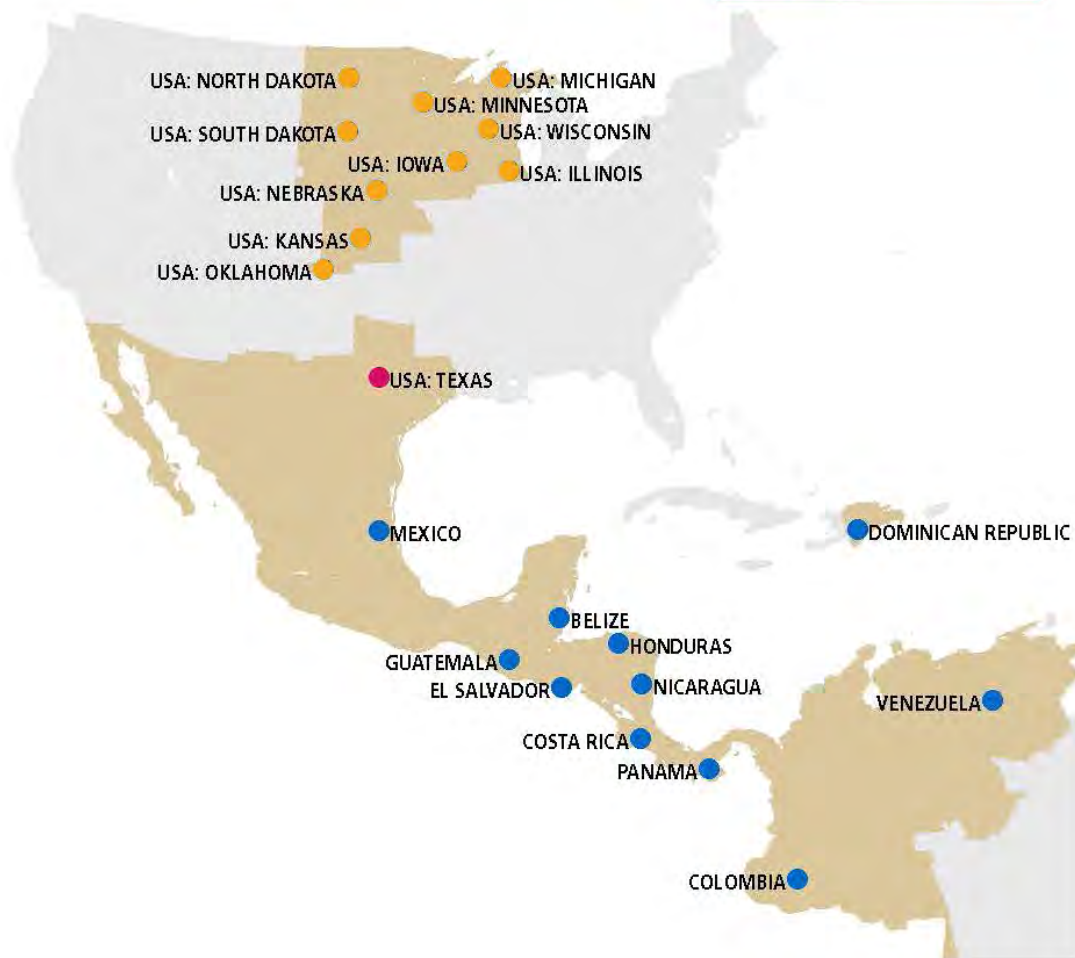 USA: NORTH DAKOTA
USA: MICHIGAN
USA: MINNESOTA
USA: SOUTH DAKOTA
USA: WISCONSIN
USA: IOWA
USA: ILLINOIS
USA: NEBRASKA
USA: KANSAS
USA: OKLAHOMA
USA: TEXAS
MEXICO
DOMINICAN REPUBLIC
BELIZE
HONDURAS
GUATEMALA
EL SALVADOR
NICARAGUA
VENEZUELA
COSTA RICA
PANAMA
COLOMBIA